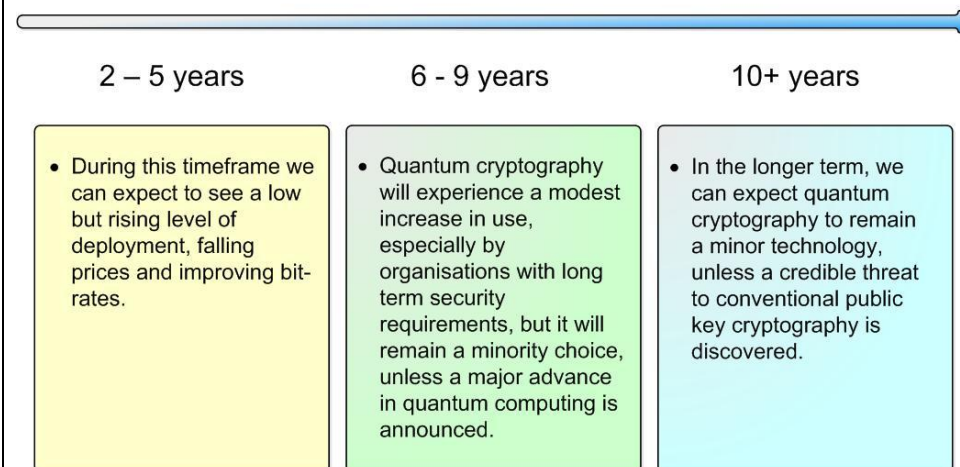 2 – 5 years
6 - 9 years
10+ years
• During this timeframe we
can expect to see a low
but rising level of
deployment, falling
prices and improving bit-
rates.
• Quantum cryptography
will experience a modest
increase in use,
especially by
organisations with long
term security
requirements, but it will
remain a minority choice,
unless a major advance
in quantum computing is
announced.
• In the longer term, we
can expect quantum
cryptography to remain
a minor technology,
unless a credible threat
to conventional public
key cryptography is
discovered.